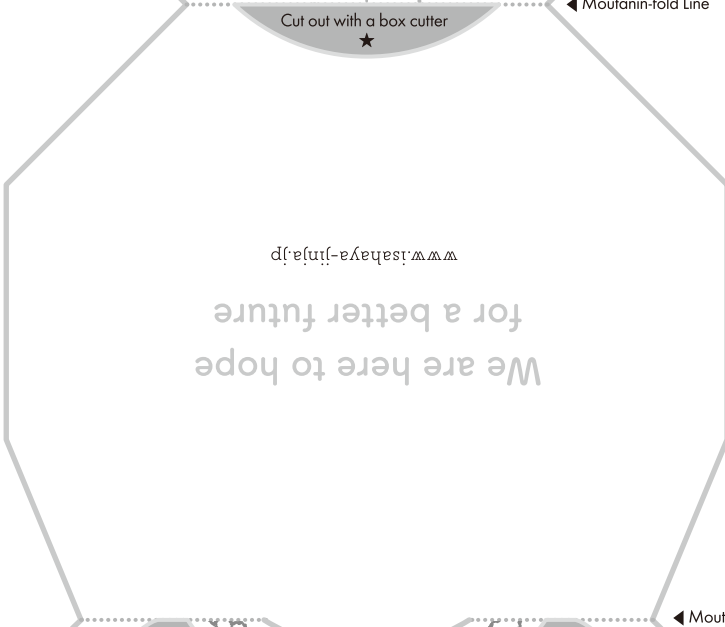 Moutanin-fold Line
Cut out with a box cutter
★
We are here to hope
for a better future
www.isahaya-jinja.jp
Mout